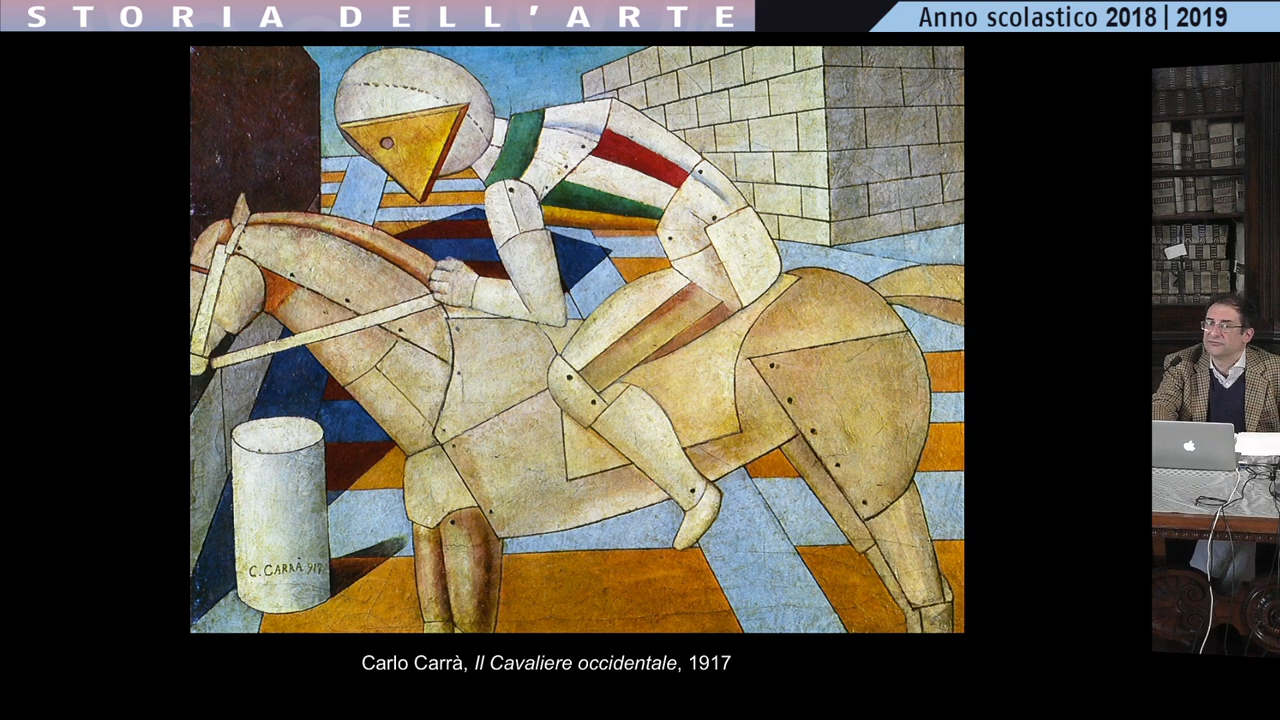 STORIA DELL'ARTE
Anno scolastico 2018 | 2019
C. CARRÀ 917
Carlo Carrà, Il Cavaliere occidentale, 1917